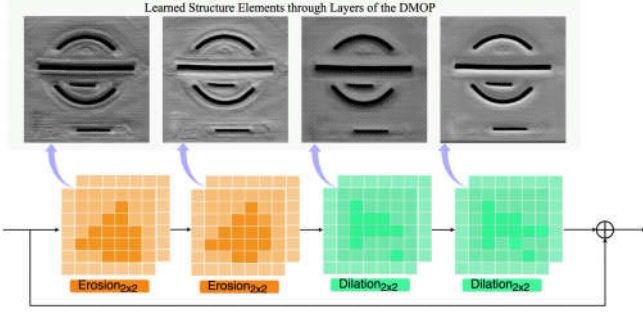 Learned Structure Elements through Layers of the DMOP
Erosion2x2
Erosion2x2
Dilation2x2
Dilation2x2